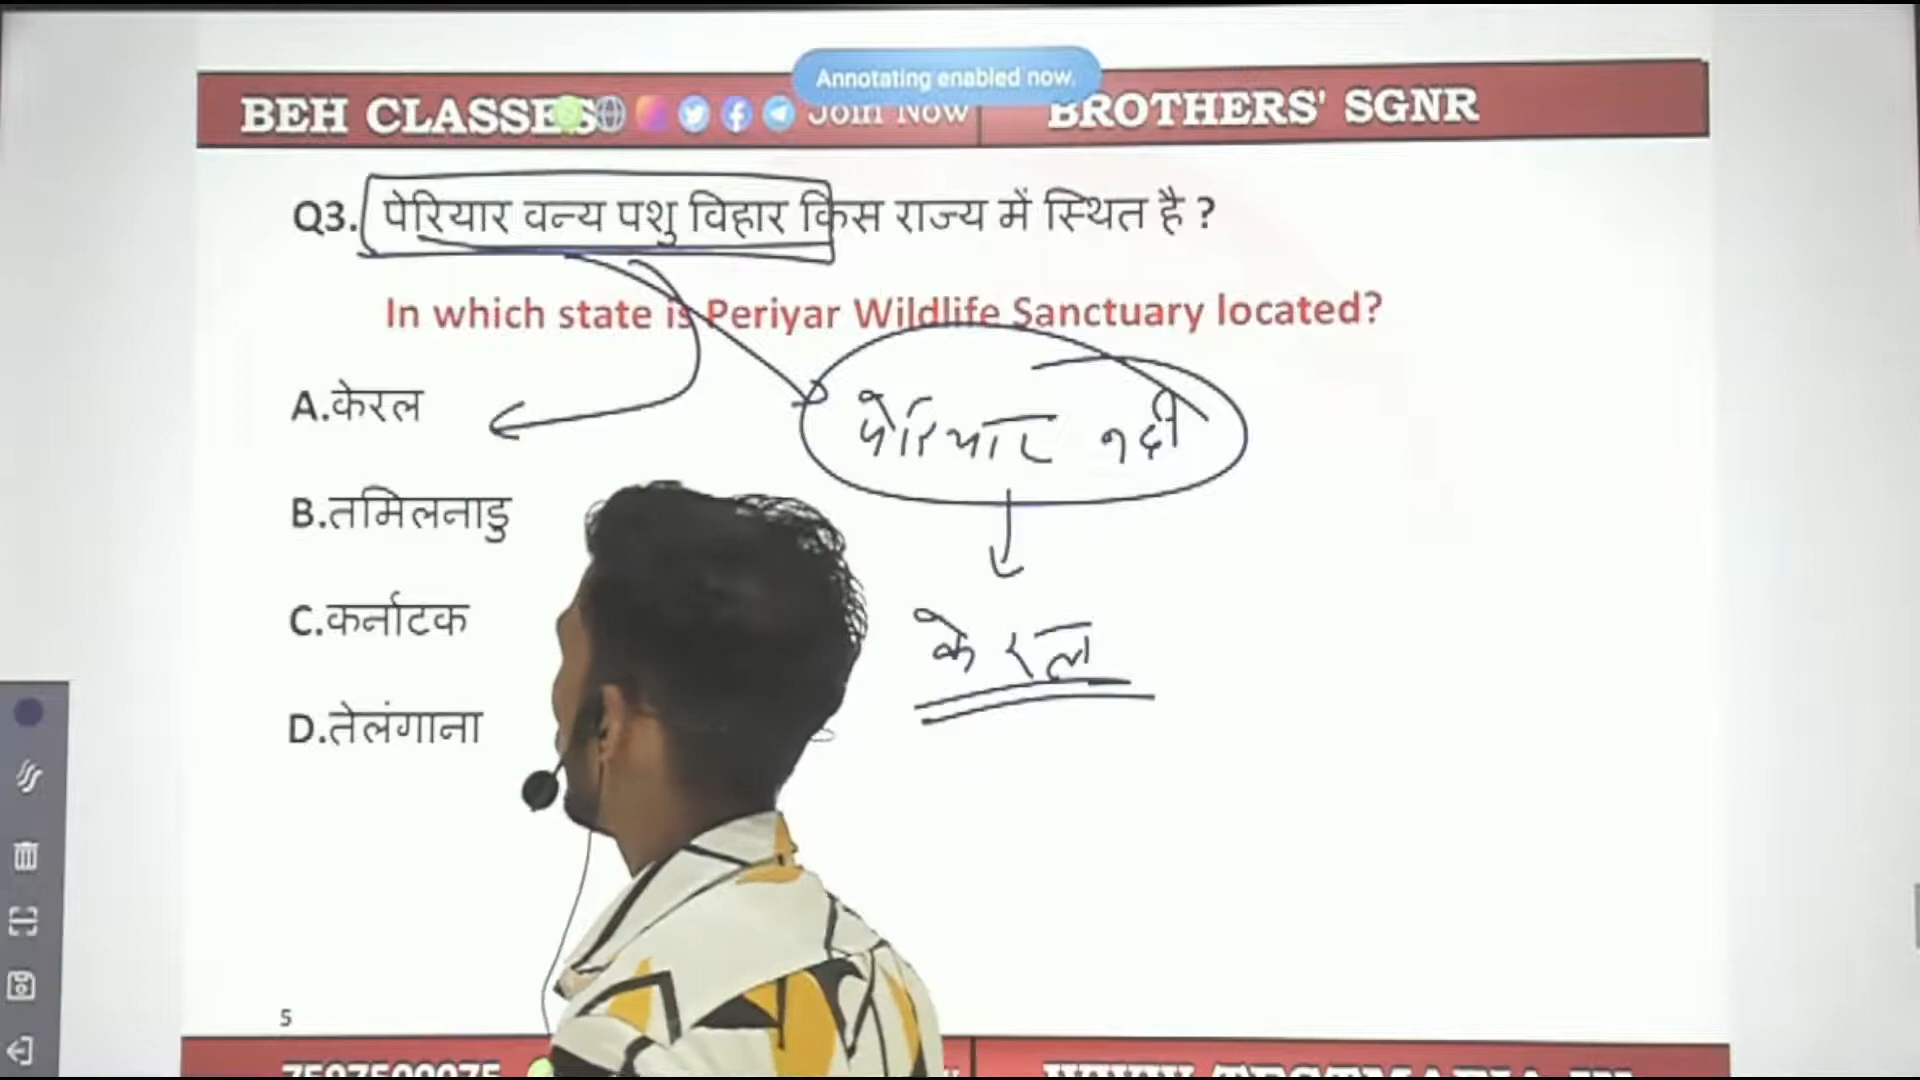 Annotating enabled now.
BEH CLASSES Join Now BROTHERS' SGNR
Q3. पेरियार वन्य पशु विहार किस राज्य में स्थित है ?
In which state is Periyar Wildlife Sanctuary located?
A.केरल
पेरियार नदी
B.तमिलनाडु
C.कर्नाटक
केरल
D.तेलंगाना
5